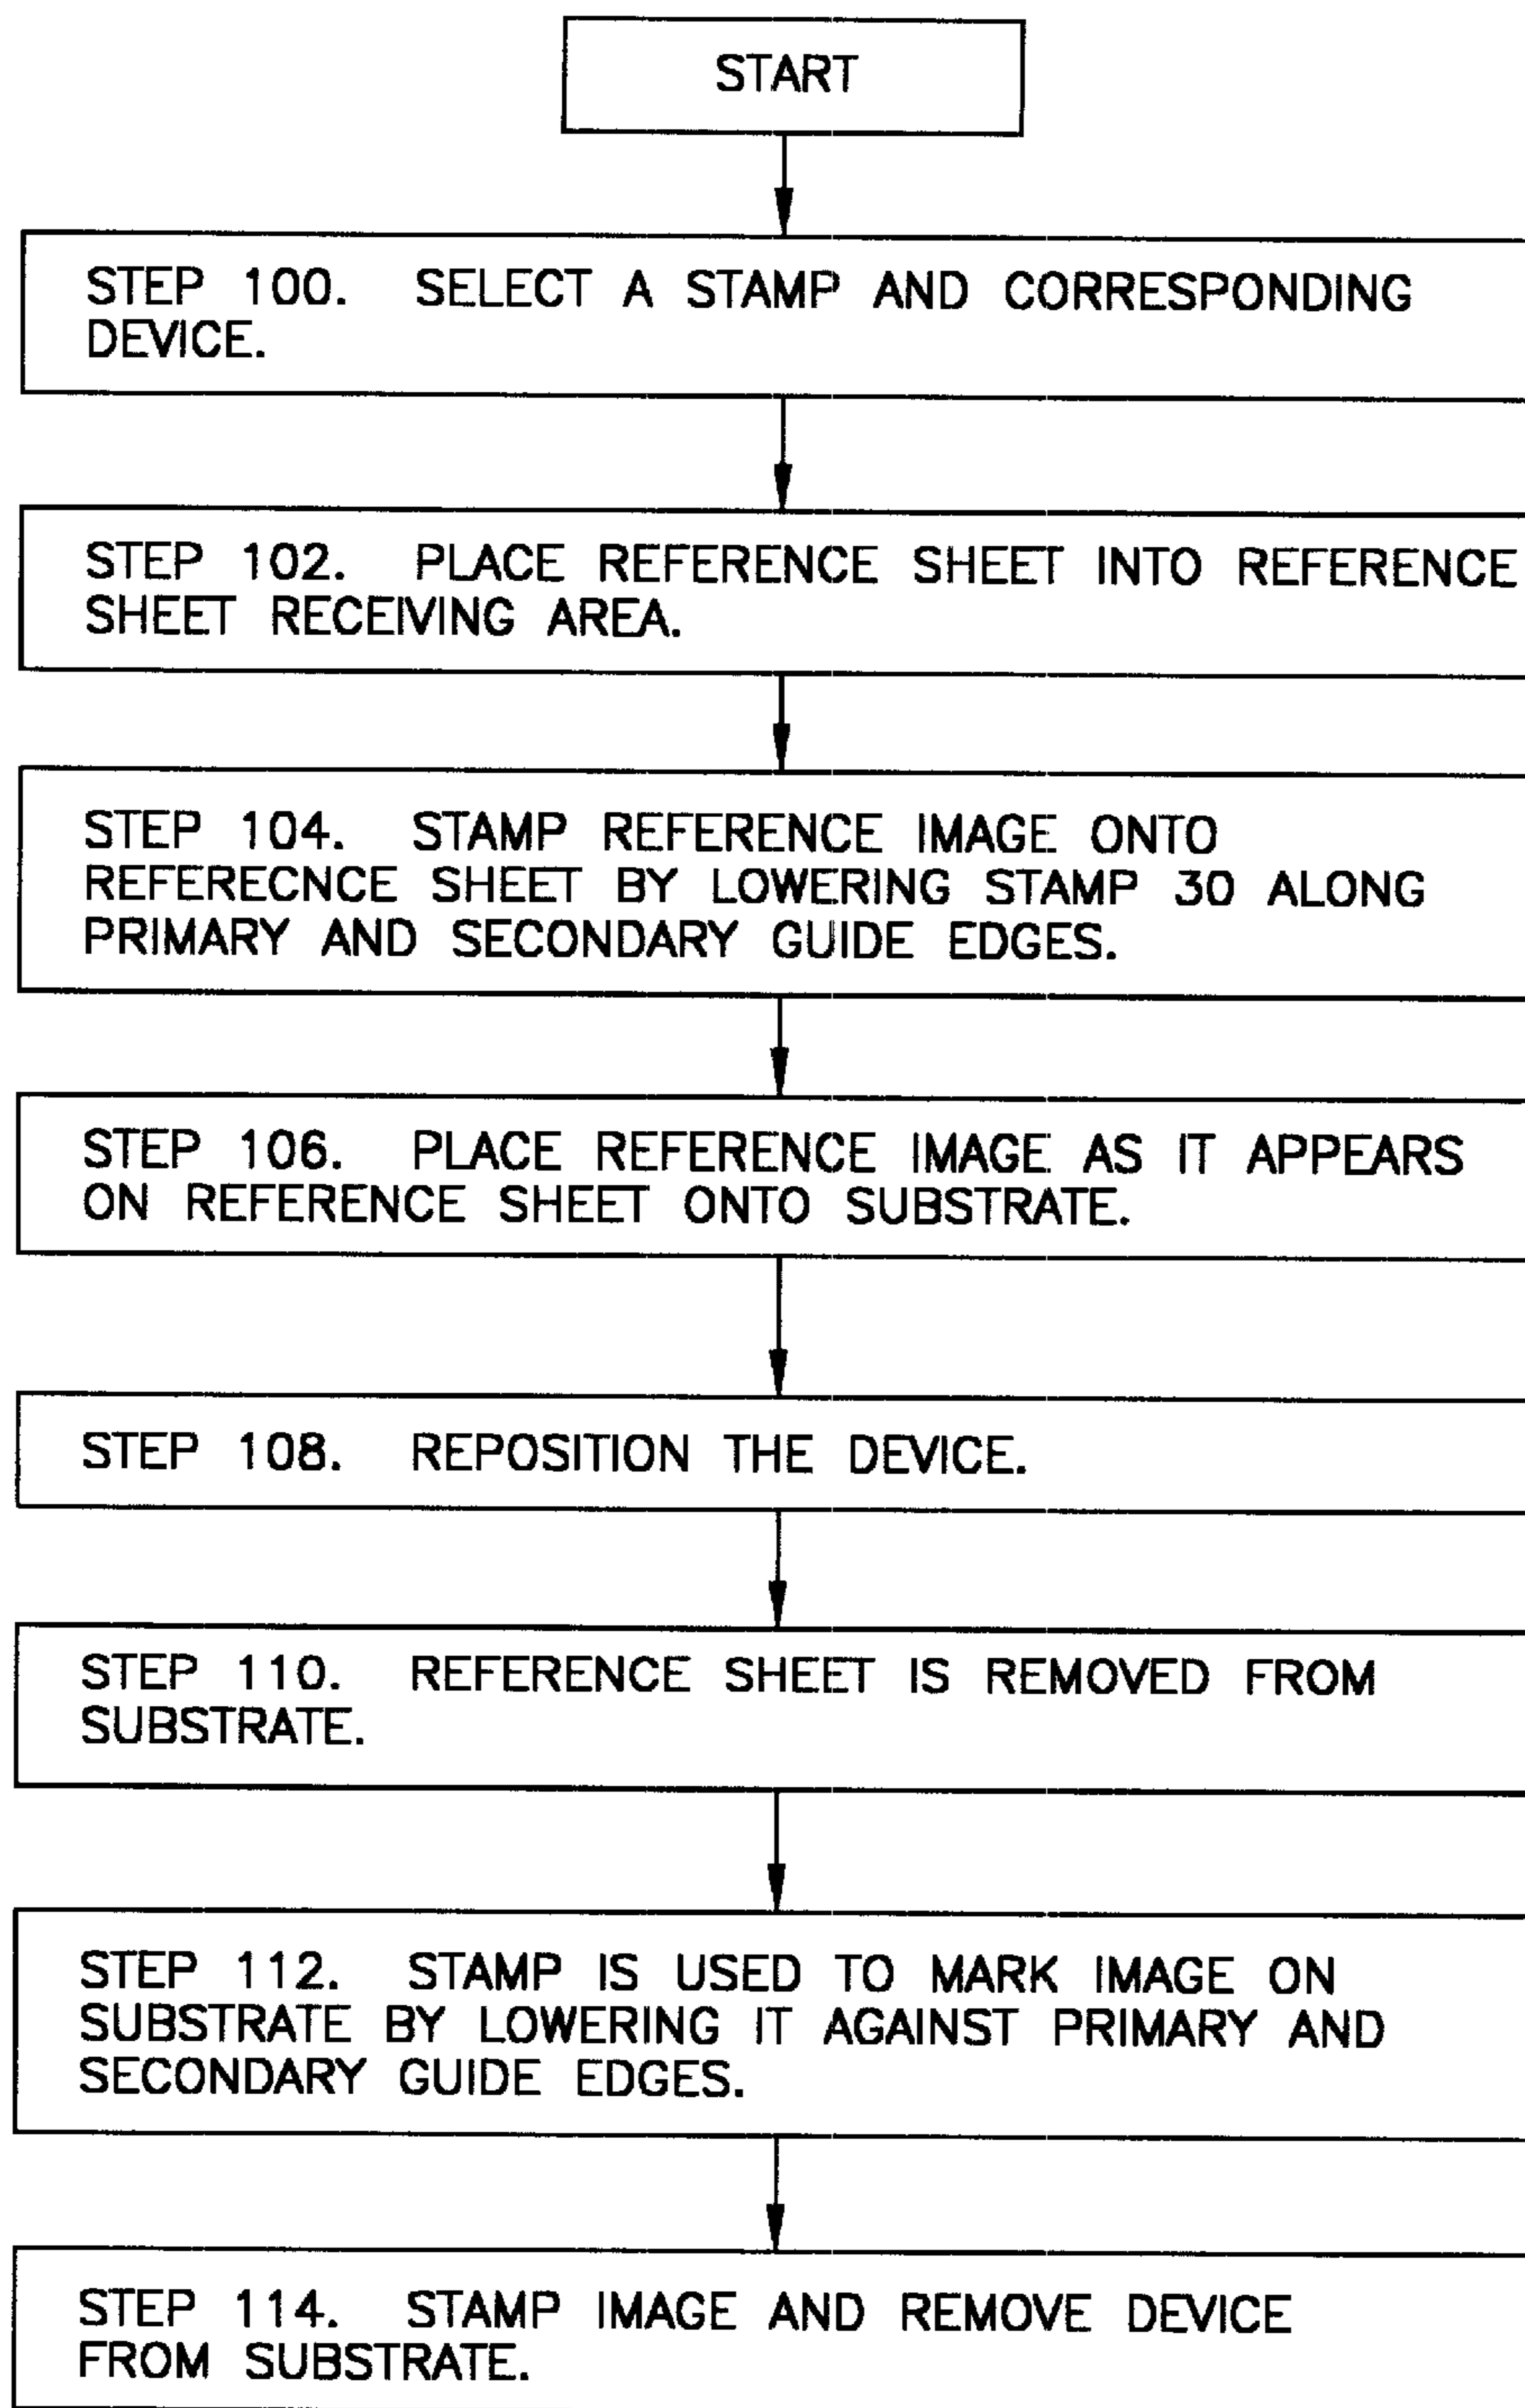 START
STEP 100. SELECT A STAMP AND CORRESPONDING
DEVICE.
STEP 102. PLACE REFERENCE SHEET INTO REFERENCE
SHEET RECEIVING AREA.
STEP 104. STAMP REFERENCE IMAGE ONTO
REFERECNCE SHEET BY LOWERING STAMP 30 ALONG
PRIMARY AND SECONDARY GUIDE EDGES.
STEP 106. PLACE REFERENCE IMAGE AS IT APPEARS
ON REFERENCE SHEET ONTO SUBSTRATE.
STEP 108. REPOSITION THE DEVICE.
STEP 110. REFERENCE SHEET IS REMOVED FROM
SUBSTRATE.
STEP 112. STAMP IS USED TO MARK IMAGE ON
SUBSTRATE BY LOWERING IT AGAINST PRIMARY AND
SECONDARY GUIDE EDGES.
STEP 114. STAMP IMAGE AND REMOVE DEVICE
FROM SUBSTRATE.